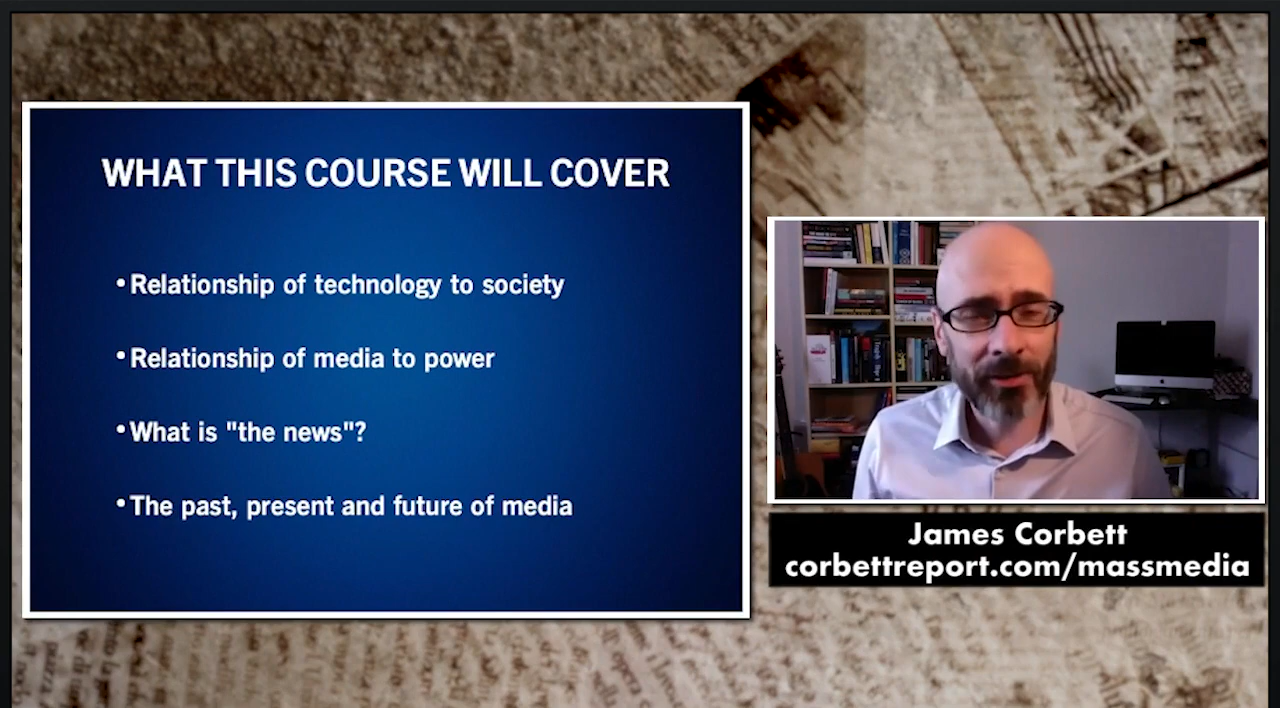 WHAT THIS COURSE WILL COVER
•Relationship of technology to society
•Relationship of media to power
•What is "the news"?
•The past, present and future of media
James Corbett
corbettreport.com/massmedia